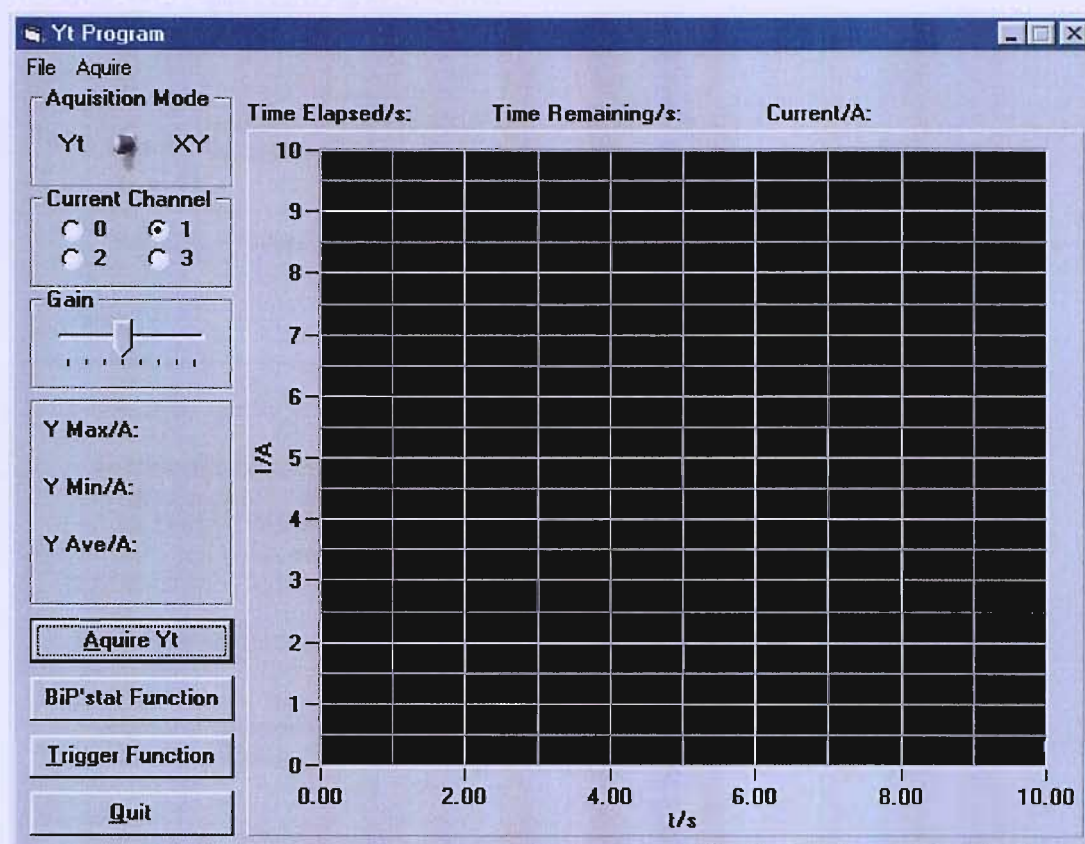 Yt Program
File Aquire
Aquisition Mode
Yt XY
Current Channel
0 1
2 3
Gain
Y Max/A:
Y Min/A:
Y Ave/A:
Aquire Yt
BiP'stat Function
Trigger Function
Quit
Time Elapsed/s: Time Remaining/s: Current/A:
10
9
8
7
6
5
4
3
2
1
0
I/A
0.00 2.00 4.00 6.00 8.00 10.00
t/s